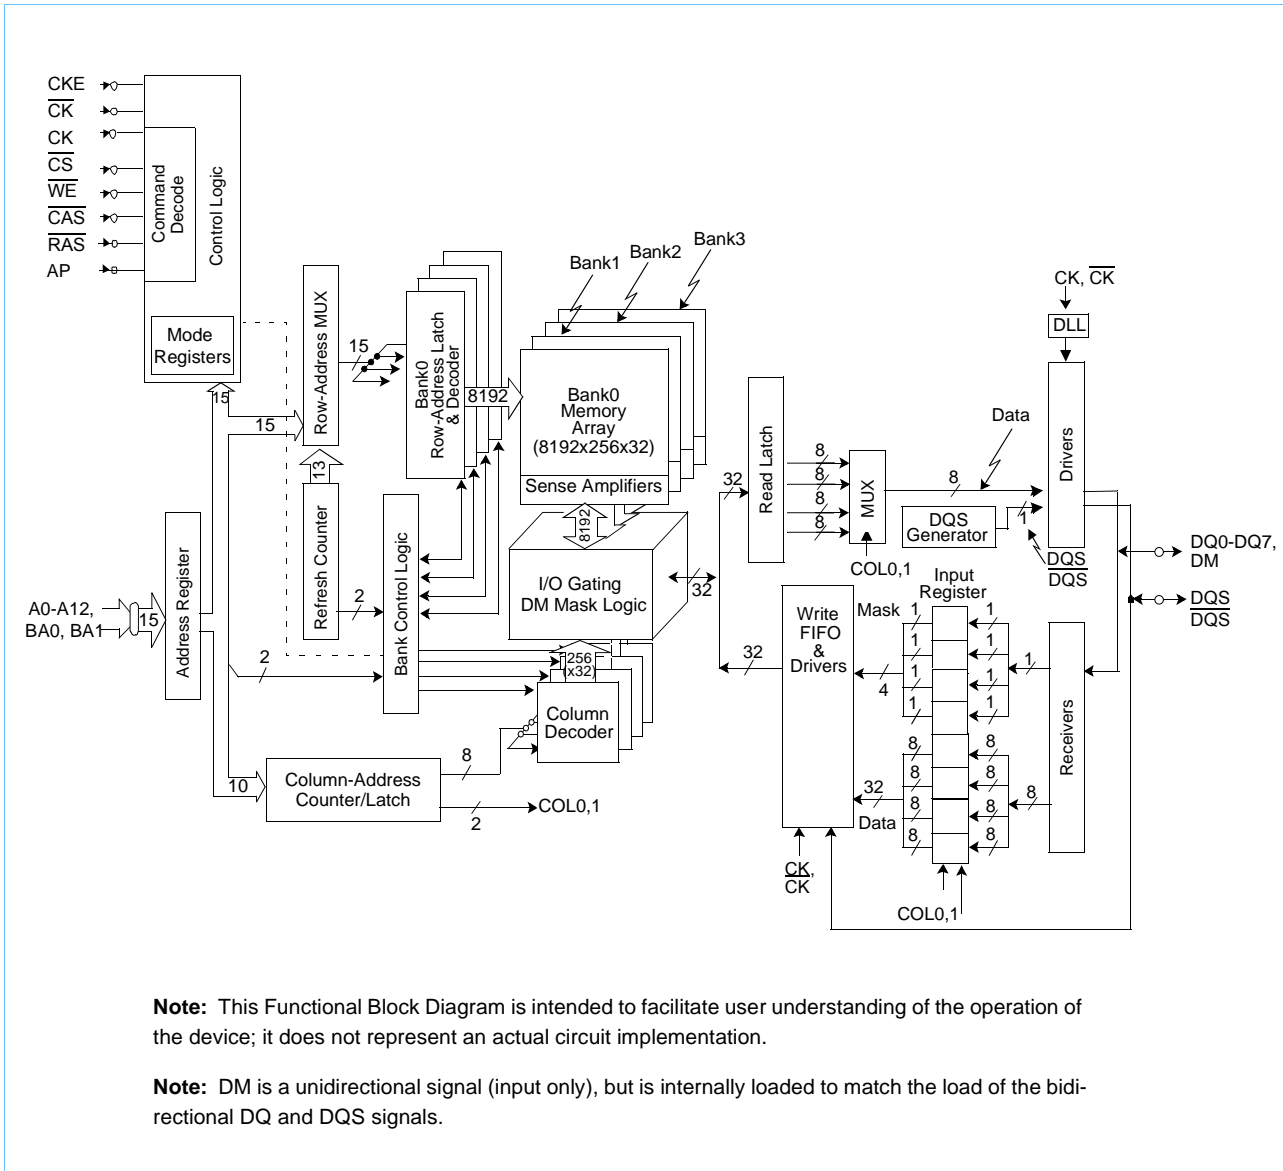 CKE
CK
CK
CS
WE
CAS
RAS
AP
Command
Decode
Control Logic
Mode
Registers
15
15
Row-Address MUX
13
Refresh Counter
15
Bank0
Row-Address Latch
& Decoder
8192
Bank1
Bank2
Bank3
Bank0
Memory
Array
(8192x256x32)
Sense Amplifiers
8192
I/O Gating
DM Mask Logic
32
2
Bank Control Logic
2
A0-A12,
BA0, BA1
15
Address Register
10
Column-Address
Counter/Latch
8
2
COL0,1
256
(x32)
Column
Decoder
32
Read Latch
8
8
8
8
MUX
COL0,1
8
Data
DQS
Generator
1
DQS
DQS
CK, CK
DLL
Drivers
DQ0-DQ7,
DM
DQS
DQS
32
Write
FIFO
&
Drivers
Mask
4
32
Data
Input
Register
1
1
1
1
1
1
1
1
1
8
8
8
8
8
8
8
8
8
Receivers
CK,
CK
COL0,1
Note: This Functional Block Diagram is intended to facilitate user understanding of the operation of
the device; it does not represent an actual circuit implementation.
Note: DM is a unidirectional signal (input only), but is internally loaded to match the load of the bidi-
rectional DQ and DQS signals.